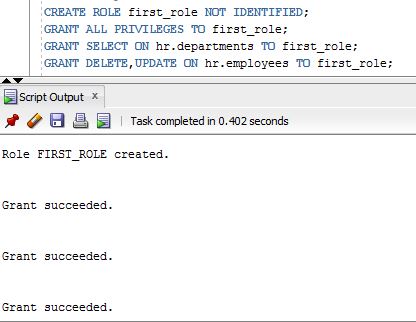 CREATE ROLE first_role NOT IDENTIFIED;
GRANT ALL PRIVILEGES TO first_role;
GRANT SELECT ON hr.departments TO first_role;
GRANT DELETE,UPDATE ON hr.employees TO first_role;
Script Output x
Task completed in 0.402 seconds
Role FIRST_ROLE created.
Grant succeeded.
Grant succeeded.
Grant succeeded.